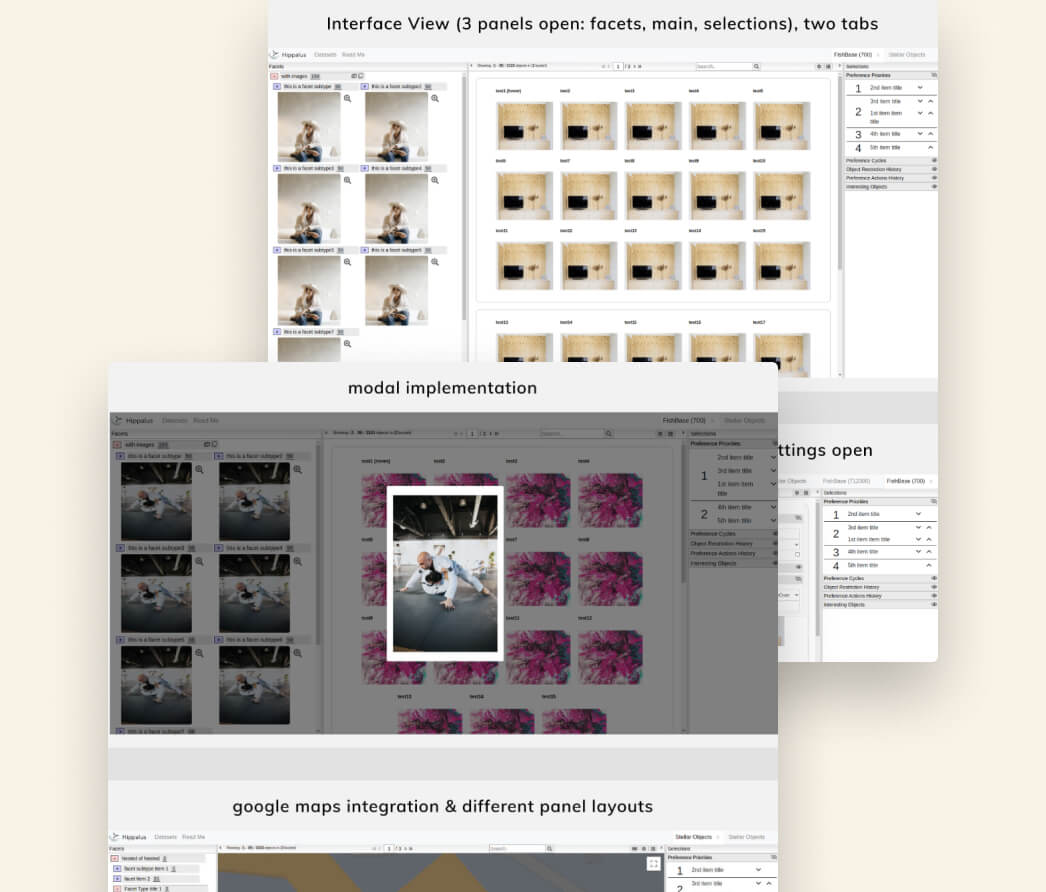 Interface View (3 panels open: facets, main, selections), two tabs
Hippalus Datasets Read Me FishBase (700) Stellar Objects
Facets
Search...
Selections
with images
Preference Priorities
this is a facet subtype this is a facet subtype2
test1 (hover) test2 test3 test4 test5
1 2nd item title
3rd item title
2 1st item item title
3 4th item title
4 5th item title
Preference Cycles
Object Restriction History
Preference Actions History
Interesting Objects
test6 test7 test8 test9 test10
this is a facet subtype3 this is a facet subtype4
test11 test12 test13 test14 test15
this is a facet subtype5 this is a facet subtype6
this is a facet subtype7
test13 test14 test15 test16 test17
modal implementation
Hippalus Datasets Read Me FishBase (700) Stellar Objects
Facets
Search...
Selections
with images
Preference Priorities
this is a facet subtype this is a facet subtype2
test1 (hover) test2 test3 test4
2nd item title
1 3rd item title
1st item item title
2 4th item title
5th item title
Preference Cycles
Object Restriction History
Preference Actions History
Interesting Objects
this is a facet subtype3 this is a facet subtype4
test7 test8
test9 test11 test12
this is a facet subtype5 this is a facet subtype6
test13 test14 test15
this is a facet subtype7
ttings open
FishBase (700)
Selections
Preference Priorities
1 2nd item title
3rd item title
2 1st item item title
3 4th item title
4 5th item title
Preference Cycles
Object Restriction History
Preference Actions History
Interesting Objects
google maps integration & different panel layouts
Hippalus Datasets Read Me Stellar Objects Stellar Objects
Facets
Search...
Selections
Nested of Nested
Preference Priorities
facet subtype item 1
1 2nd item title
facet item 2
Facet Type title 1
2 3rd item title